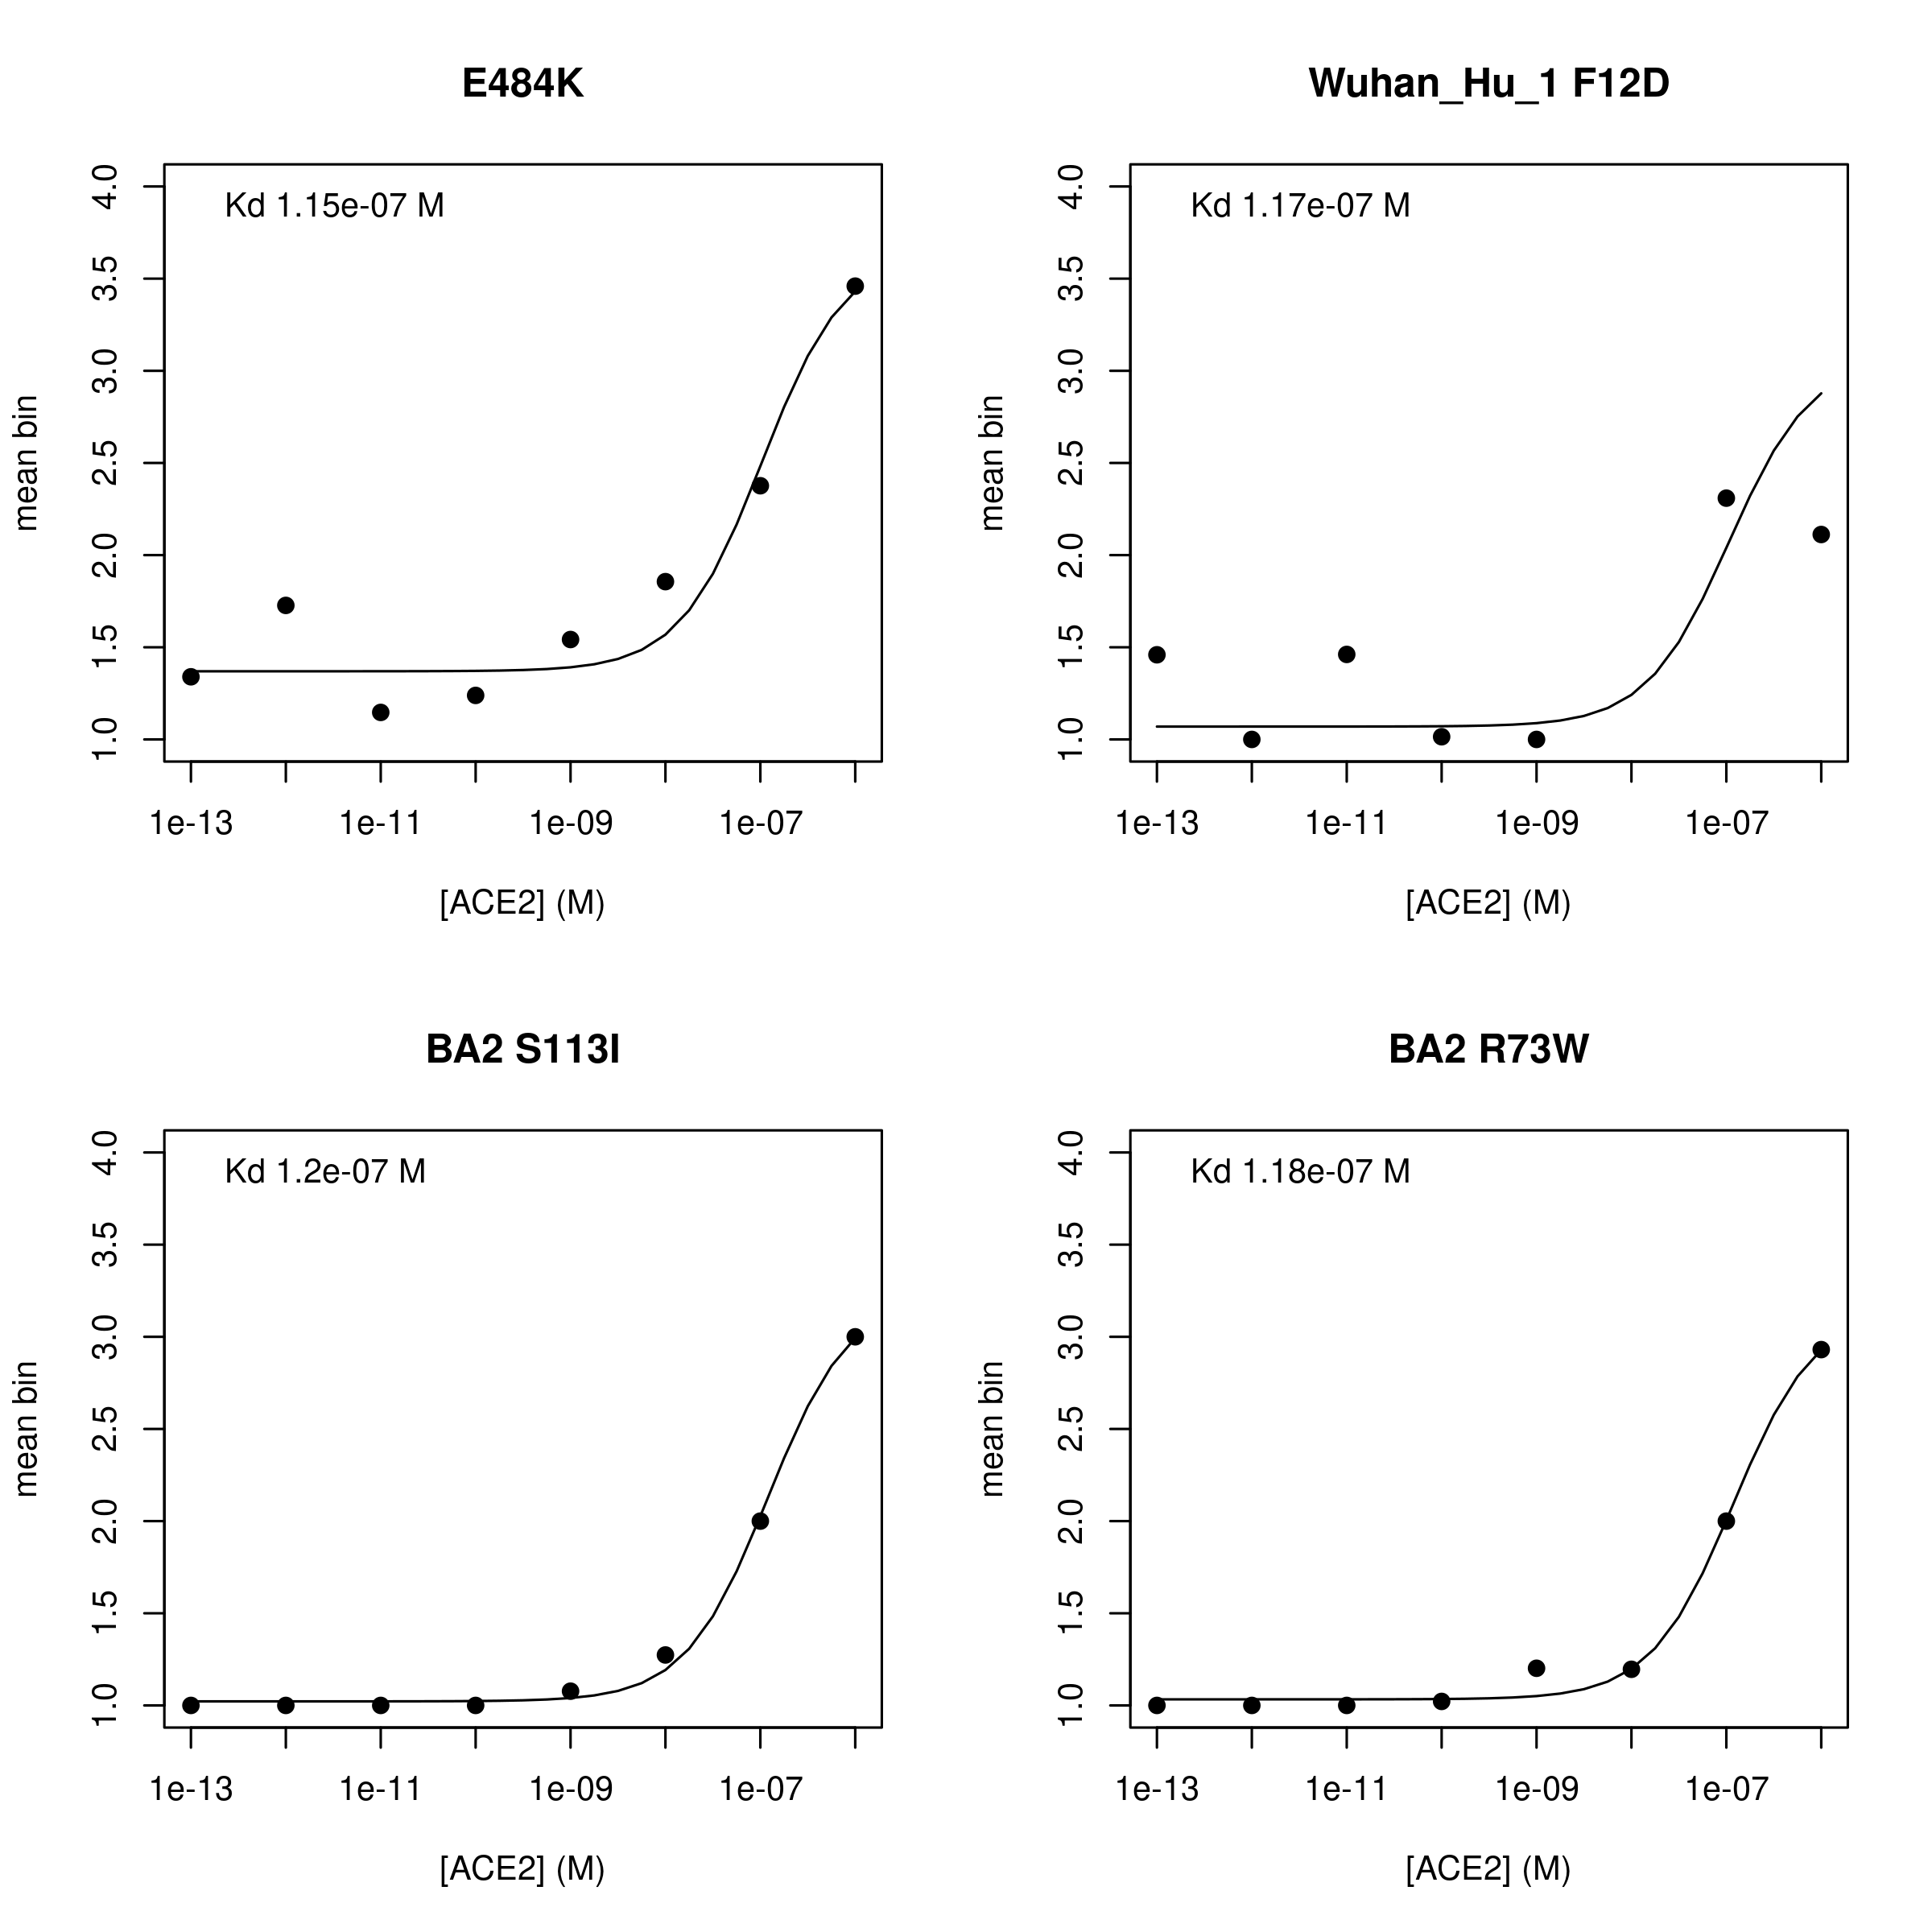 E484K
Kd 1.15e-07 M
mean bin
4.0
3.5
3.0
2.5
2.0
1.5
1.0
1e-13 1e-11 1e-09 1e-07
[ACE2] (M)
Wuhan_Hu_1 F12D
Kd 1.17e-07 M
mean bin
4.0
3.5
3.0
2.5
2.0
1.5
1.0
1e-13 1e-11 1e-09 1e-07
[ACE2] (M)
BA2 S113I
Kd 1.2e-07 M
mean bin
4.0
3.5
3.0
2.5
2.0
1.5
1.0
1e-13 1e-11 1e-09 1e-07
[ACE2] (M)
BA2 R73W
Kd 1.18e-07 M
mean bin
4.0
3.5
3.0
2.5
2.0
1.5
1.0
1e-13 1e-11 1e-09 1e-07
[ACE2] (M)